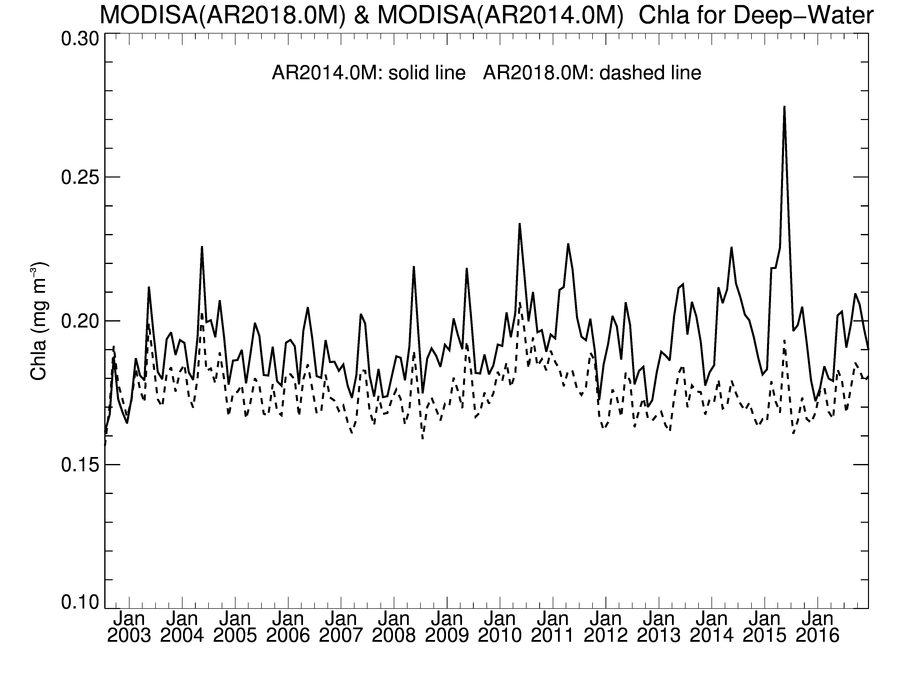 MODISA(AR2018.0M) & MODISA(AR2014.0M)  Chla for Deep−Water
AR2014.0M: solid line   AR2018.0M: dashed line
0.30
0.25
0.20
0.15
0.10
Chla (mg m⁻³)
Jan Jan Jan Jan Jan Jan Jan Jan Jan Jan Jan Jan Jan Jan
2003 2004 2005 2006 2007 2008 2009 2010 2011 2012 2013 2014 2015 2016